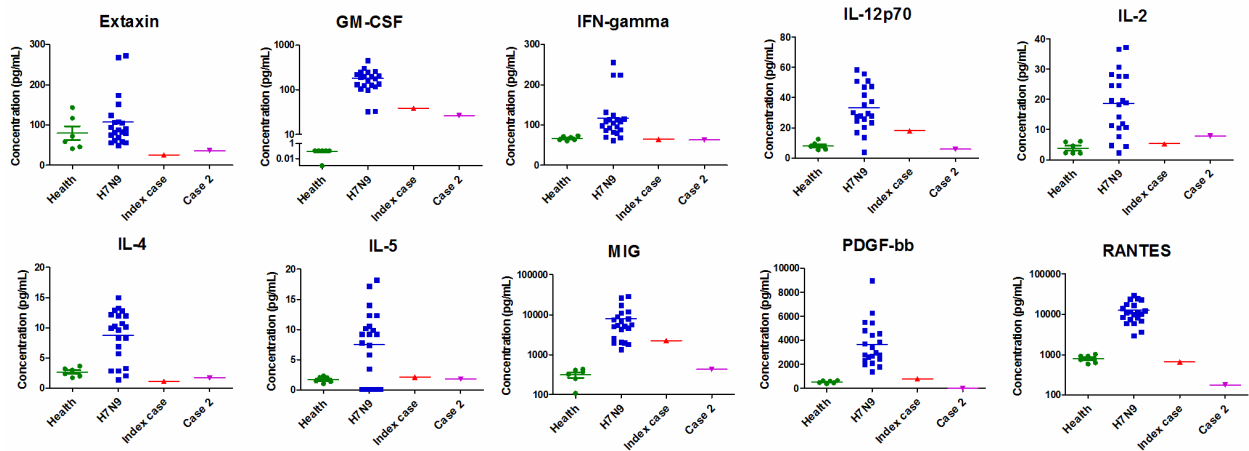 Extaxin
Concentration (pg/mL)
300
200
100
0
Health
H7N9
Index case
Case 2
GM-CSF
Concentration (pg/mL)
1000
100
10
1
0.01
Health
H7N9
Index case
Case 2
IFN-gamma
Concentration (pg/mL)
300
200
100
0
Health
H7N9
Index case
Case 2
IL-12p70
Concentration (pg/mL)
80
60
40
20
0
Health
H7N9
Index case
Case 2
IL-2
Concentration (pg/mL)
40
30
20
10
0
Health
H7N9
Index case
Case 2
IL-4
Concentration (pg/mL)
20
15
10
5
0
Health
H7N9
Index case
Case 2
IL-5
Concentration (pg/mL)
20
15
10
5
0
Health
H7N9
Index case
Case 2
MIG
Concentration (pg/mL)
100000
10000
1000
100
Health
H7N9
Index case
Case 2
PDGF-bb
Concentration (pg/mL)
10000
8000
6000
4000
2000
0
Health
H7N9
Index case
Case 2
RANTES
Concentration (pg/mL)
100000
10000
1000
100
Health
H7N9
Index case
Case 2